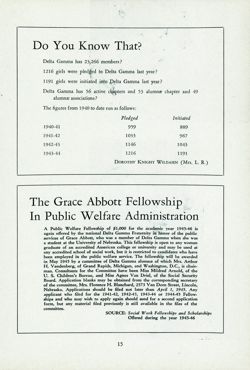 Do You Know That?
Delta Gamma has 23,266 members?
1216 girls were pledged to Delta Gamma last year?
1191 girls were initiated into Delta Gamma last year?
Delta Gamma has 56 active chapters and 53 alumnæ chapter and 49
alumnæ associations?
The figures from 1940 to date run as follows:
Pledged Initiated
1940-41 959 889
1941-42 1053 967
1942-43 1146 1043
1943-44 1216 1191
DOROTHY KNIGHT WILDASIN (MRS. L. R.)
The Grace Abbott Fellowship
In Public Welfare Administration
A Public Welfare Fellowship of $1,000 for the academic year 1945-46 is
again offered by the national Delta Gamma Fraternity in honor of the public
services of Grace Abbott, who was a member of Delta Gamma when she was
a student at the University of Nebraska. This fellowship is open to any woman
graduate of an accredited American college or university and may be used at
any accredited school of social work, but it is restricted to candidates who have
been employed in the public welfare service. The fellowship will be awarded
in May 1945 by a committee of Delta Gamma alumnæ of which Mrs. Arthur
H. Vandenberg, of Grand Rapids, Michigan, and Washington, D.C., is chair-
man. Consultants for the Committee have been Miss Mildred Arnold, of the
U. S. Children's Bureau, and Miss Agnes Van Driel, of the Social Security
Board. Application blanks may be obtained from the corresponding secretary
of the committee, Mrs. Florence H. Blanchard, 2573 Van Dorn Street, Lincoln,
Nebraska. Applications should be filed not later than April 1, 1945. Any
applicant who filed for the 1941-42, 1942-43, 1943-44 or 1944-45 Fellow-
ships and who may wish to apply again should send for a second application
form, but any material filed previously is still available in the files of the
committee.
SOURCE: Social Work Fellowships and Scholarships
Offered during the year 1945-46
15